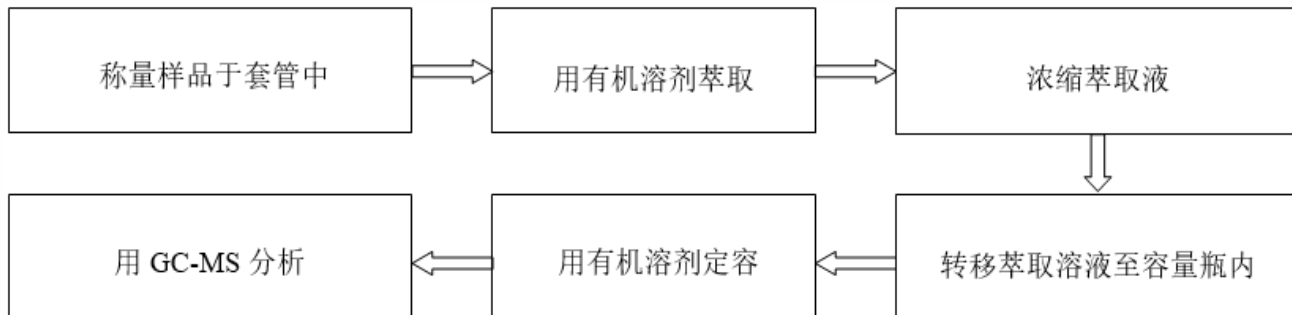 称量样品于套管中
用有机溶剂萃取
浓缩萃取液
转移萃取溶液至容量瓶内
用有机溶剂定容
用 GC-MS 分析